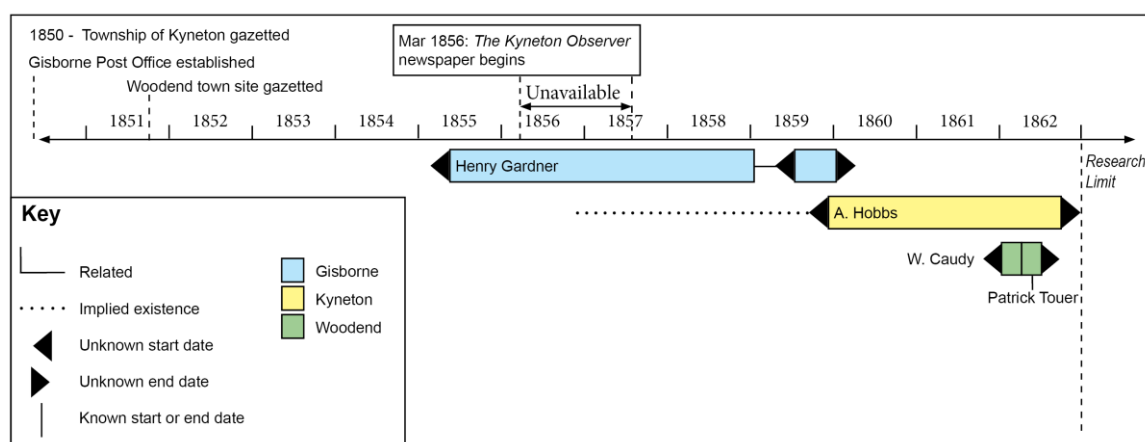 1850 - Township of Kyneton gazetted
Gisborne Post Office established
Woodend town site gazetted
Mar 1856: The Kyneton Observer
newspaper begins
Unavailable
1851 1852 1853 1854 1855 1856 1857 1858 1859 1860 1861 1862
Henry Gardner
Research
Limit
A. Hobbs
W. Caudy
Patrick Touer
Key
Related
Implied existence
Unknown start date
Unknown end date
Known start or end date
Gisborne
Kyneton
Woodend